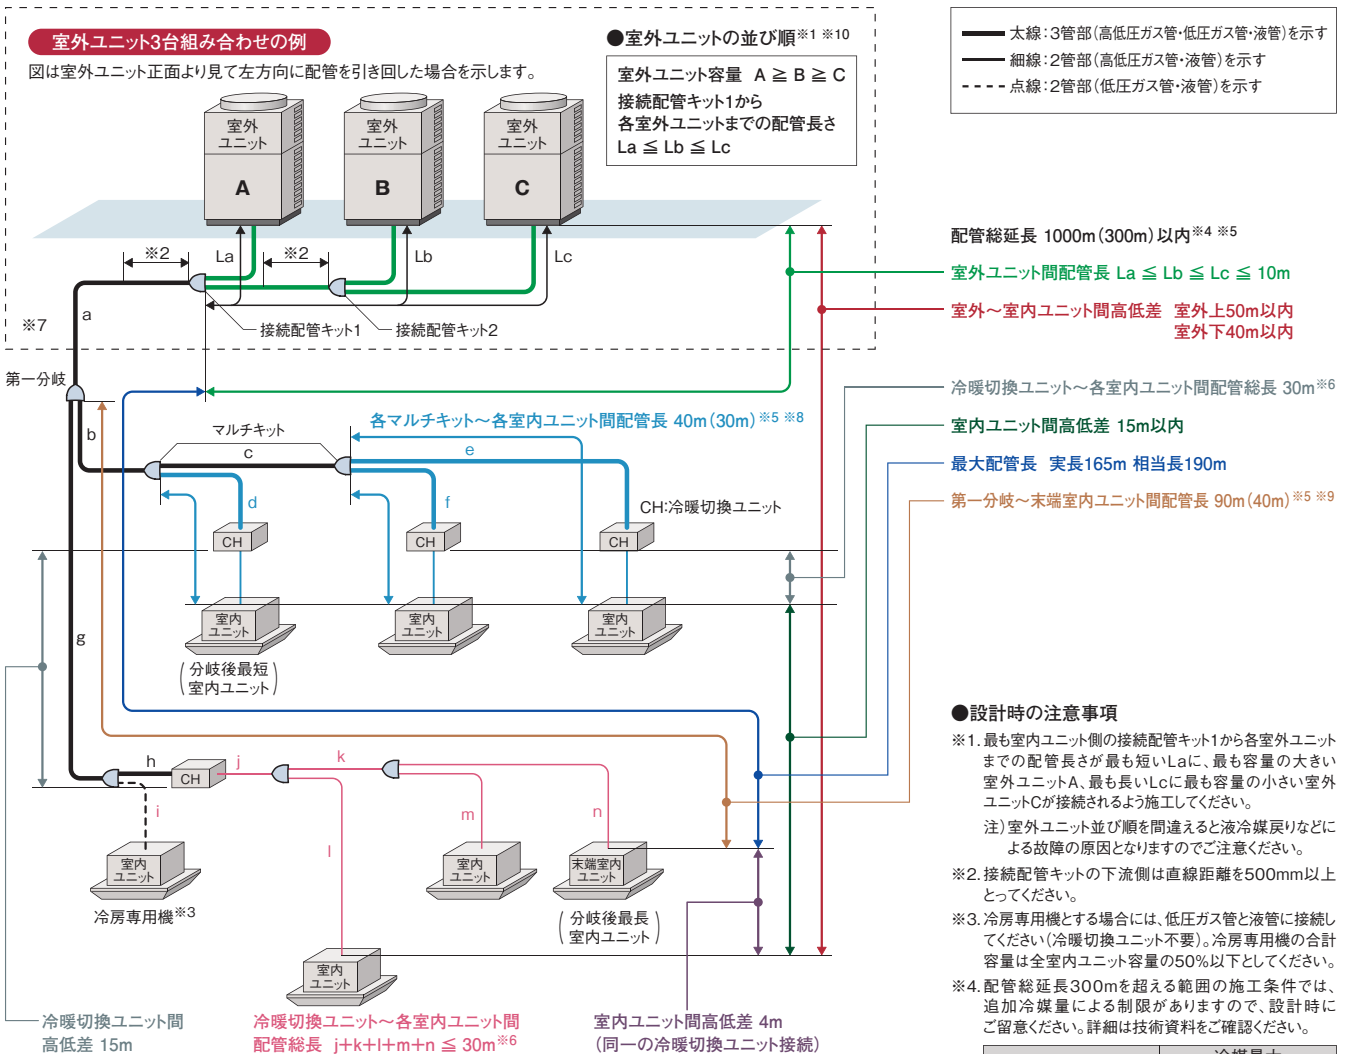 室外ユニット3台組み合わせの例
図は室外ユニット正面より見て左方向に配管を引き回した場合を示します。
●室外ユニットの並び順※1 ※10
室外ユニット容量 A ≧ B ≧ C
接続配管キット1から
各室外ユニットまでの配管長さ
La ≦ Lb ≦ Lc
太線：3管部（高低圧ガス管・低圧ガス管・液管）を示す
細線：2管部（高低圧ガス管・液管）を示す
点線：2管部（低圧ガス管・液管）を示す
室外
ユニット
A
室外
ユニット
B
室外
ユニット
C
※2
La
※2
Lb
Lc
a
※7
接続配管キット1
接続配管キット2
配管総延長 1000m（300m）以内※4 ※5
室外ユニット間配管長 La ≦ Lb ≦ Lc ≦ 10m
室外～室内ユニット間高低差 室外上50m以内
室外下40m以内
第一分岐
冷暖切換ユニット～各室内ユニット間配管総長 30m※6
室内ユニット間高低差 15m以内
最大配管長 実長165m 相当長190m
第一分岐～末端室内ユニット間配管長 90m（40m）※5 ※9
各マルチキット～各室内ユニット間配管長 40m（30m）※5 ※8
マルチキット
b
c
e
d
f
CH:冷暖切換ユニット
CH
CH
CH
室内
ユニット
室内
ユニット
室内
ユニット
（分岐後最短
室内ユニット）
g
h
CH
j
k
i
l
m
n
室内
ユニット
冷房専用機※3
室内
ユニット
末端室内
ユニット
（分岐後最長
室内ユニット）
室内
ユニット
冷暖切換ユニット間
高低差 15m
冷暖切換ユニット～各室内ユニット間
配管総長 j+k+l+m+n ≦ 30m※6
室内ユニット間高低差 4m
（同一の冷暖切換ユニット接続）
●設計時の注意事項
※1.最も室内ユニット側の接続配管キット1から各室外ユニット
までの配管長さが最も短いLaに、最も容量の大きい
室外ユニットA、最も長いLcに最も容量の小さい室外
ユニットCが接続されるよう施工してください。
注）室外ユニット並び順を間違えると液冷媒戻りなどに
よる故障の原因となりますのでご注意ください。
※2.接続配管キットの下流側は直線距離を500mm以上
とってください。
※3.冷房専用機とする場合には、低圧ガス管と液管に接続し
てください（冷暖切換ユニット不要）。冷房専用機の合計
容量は全室内ユニット容量の50%以下としてください。
※4.配管総延長300mを超える範囲の施工条件では、
追加冷媒量による制限がありますので、設計時に
ご留意ください。詳細は技術資料をご確認ください。